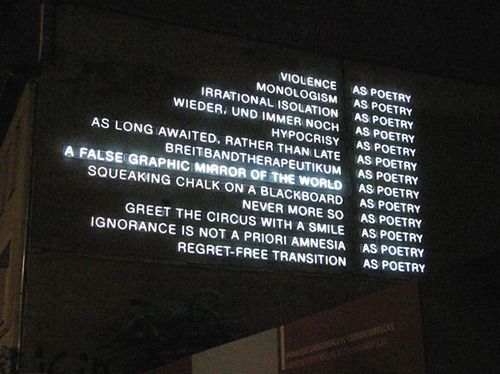 VIOLENCE AS POETRY
MONOLOGISM AS POETRY
IRRATIONAL ISOLATION AS POETRY
WIEDER, UND IMMER NOCH AS POETRY
HYPOCRISY AS POETRY
AS LONG AWAITED, RATHER THAN LATE AS POETRY
BREITBANDTHERAPEUTIKUM AS POETRY
A FALSE GRAPHIC MIRROR OF THE WORLD AS POETRY
SQUEAKING CHALK ON A BLACKBOARD AS POETRY
NEVER MORE SO AS POETRY
GREET THE CIRCUS WITH A SMILE AS POETRY
IGNORANCE IS NOT A PRIORI AMNESIA AS POETRY
REGRET-FREE TRANSITION AS POETRY